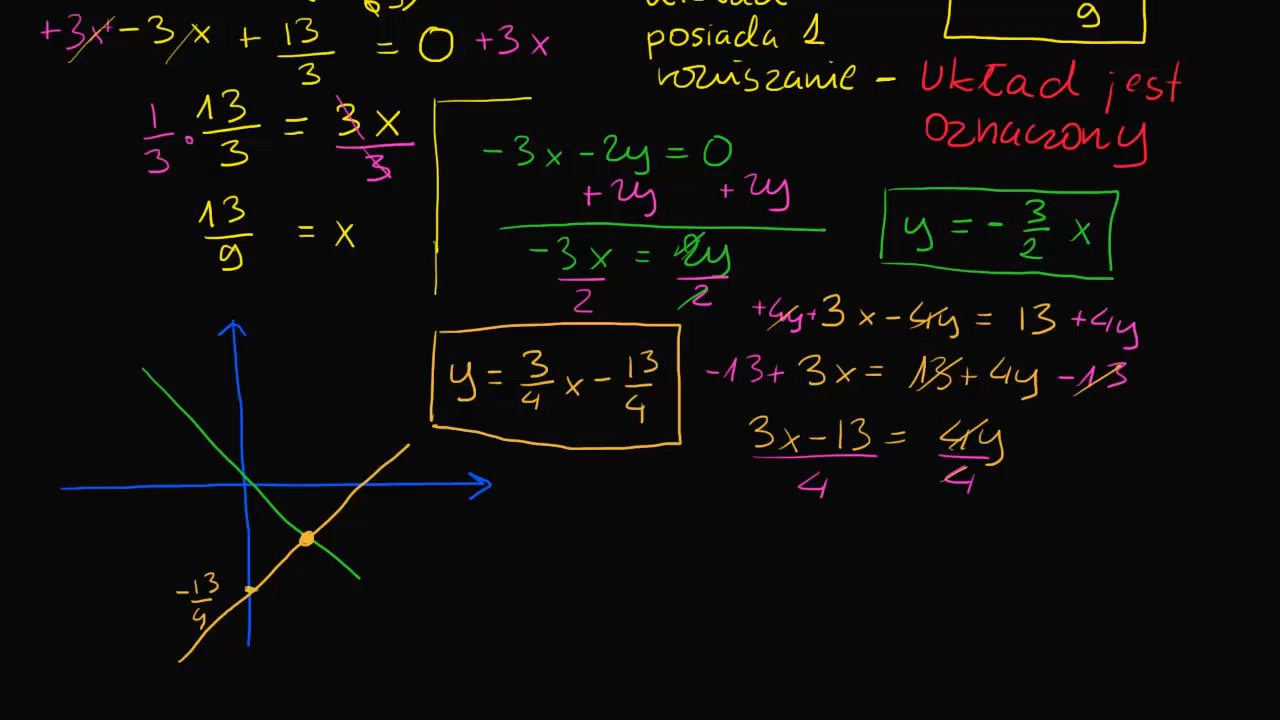 +3x + -3x + 13/3 = 0 +3x
1/3 · 13/3 = 3x/3
13/9 = x
posiada 1
rozwiszanie - układ jest
oznaczony
9
-3x - 2y = 0
+2y +2y
-3x/2 = 2y/2
y = - 3/2 x
+4y + 3x - 4y = 13 +4y
-13 + 3x = 13 + 4y - 13
3x - 13/4 = 4y/4
y = 3/4 x - 13/4
-13/4